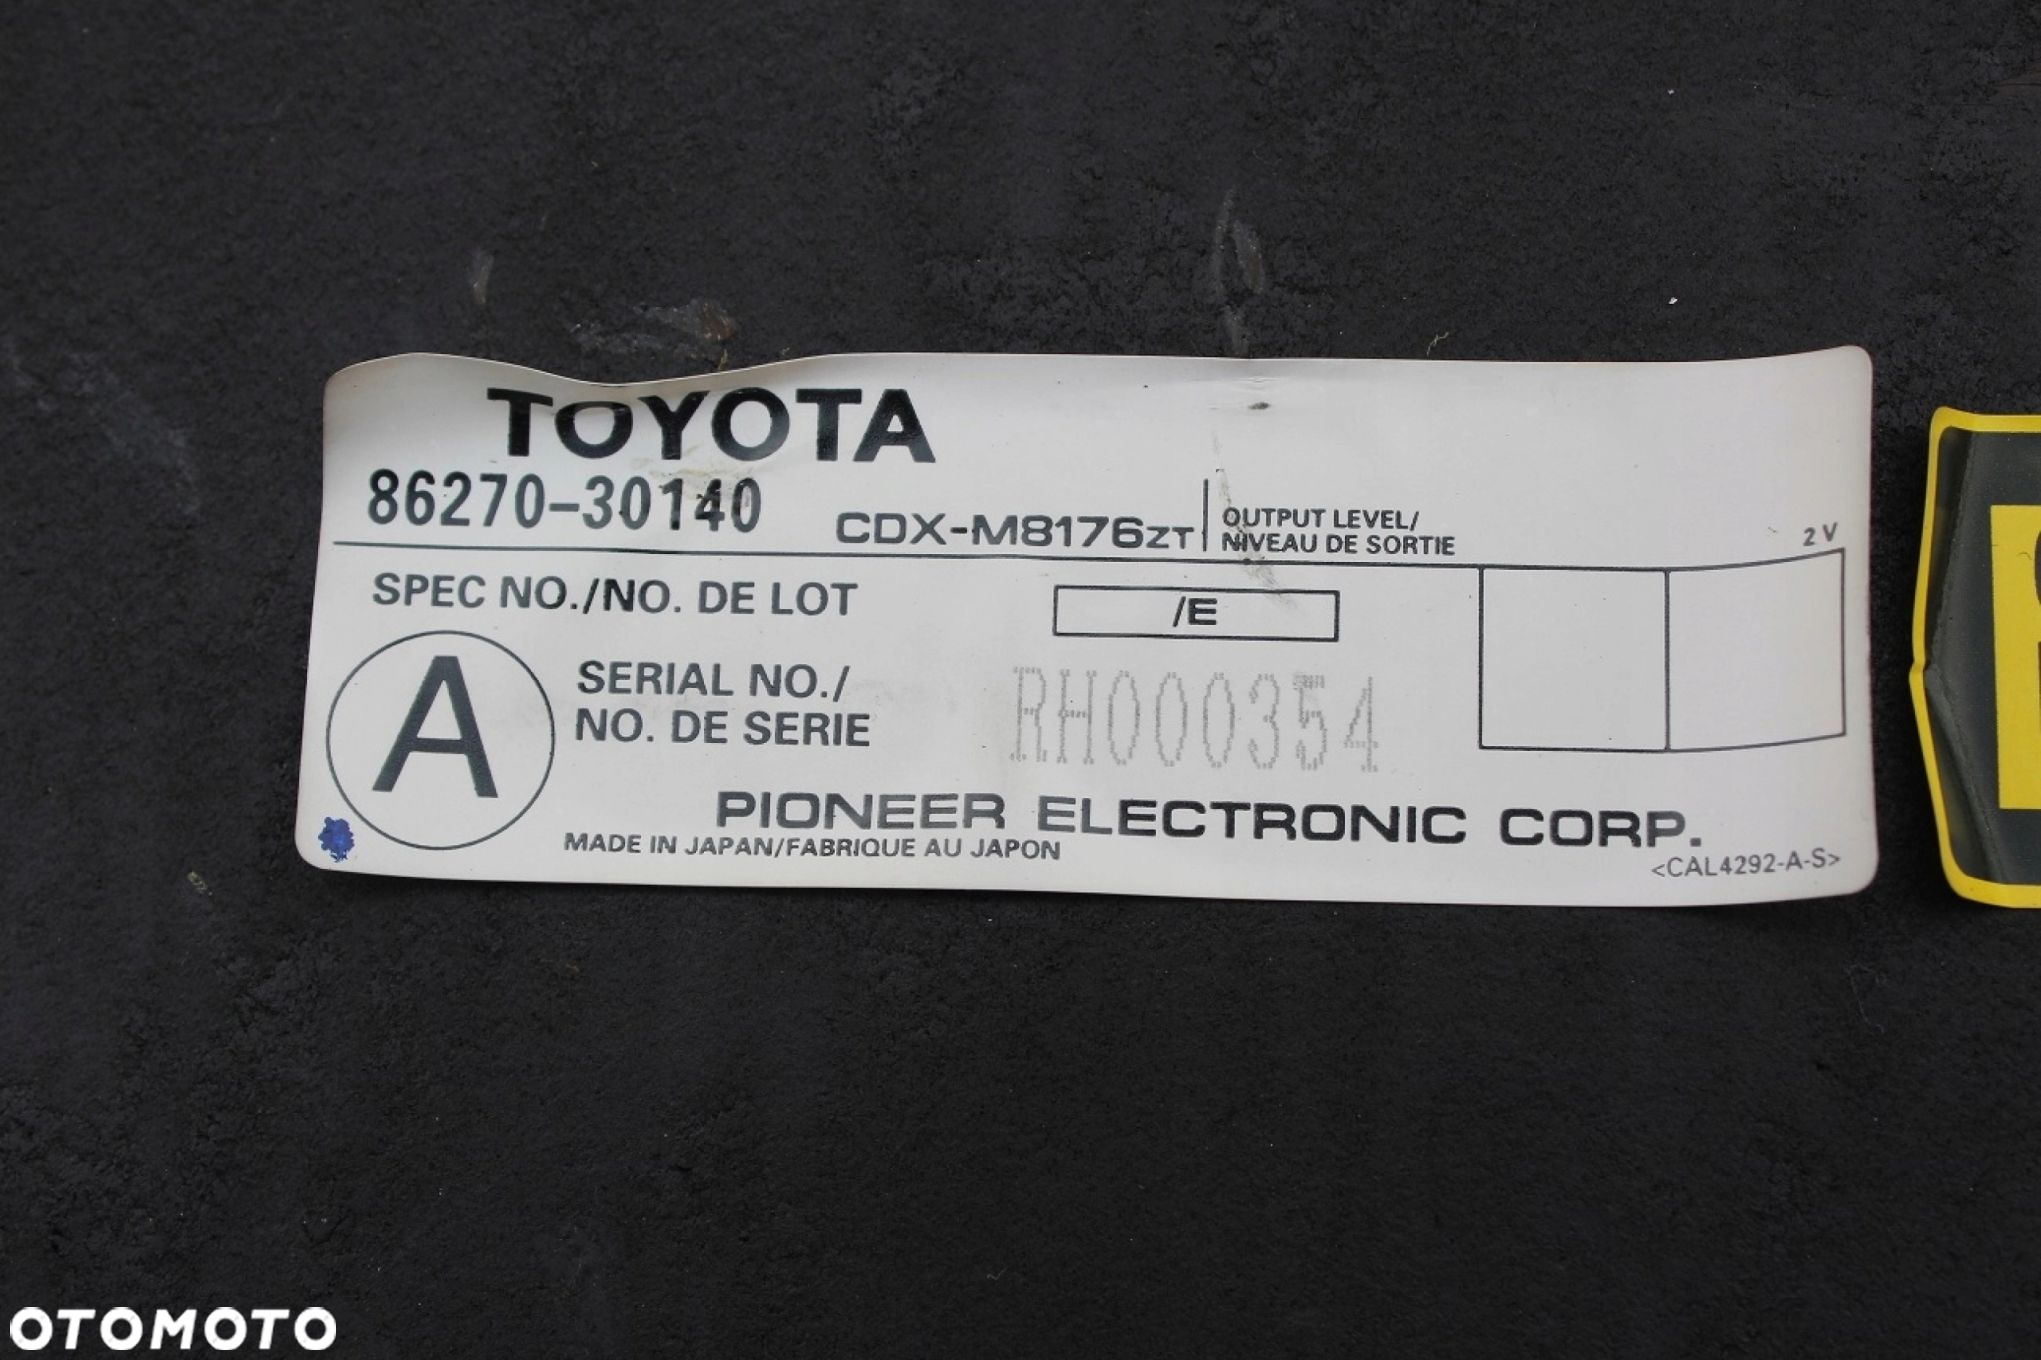 TOYOTA
86270-30140 CDX-M8176ZT OUTPUT LEVEL/
NIVEAU DE SORTIE 2 V
SPEC NO./NO. DE LOT /E
A SERIAL NO./
NO. DE SERIE RH000354
PIONEER ELECTRONIC CORP.
MADE IN JAPAN/FABRIQUE AU JAPON
<CAL4292-A-S>
OTOMOTO